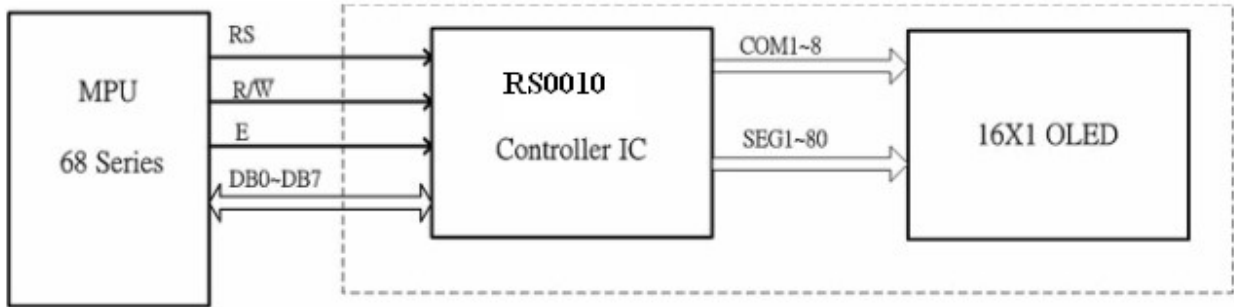 MPU
68 Series
RS
R/W̅
E
DB0~DB7
RS0010
Controller IC
COM1~8
SEG1~80
16X1 OLED